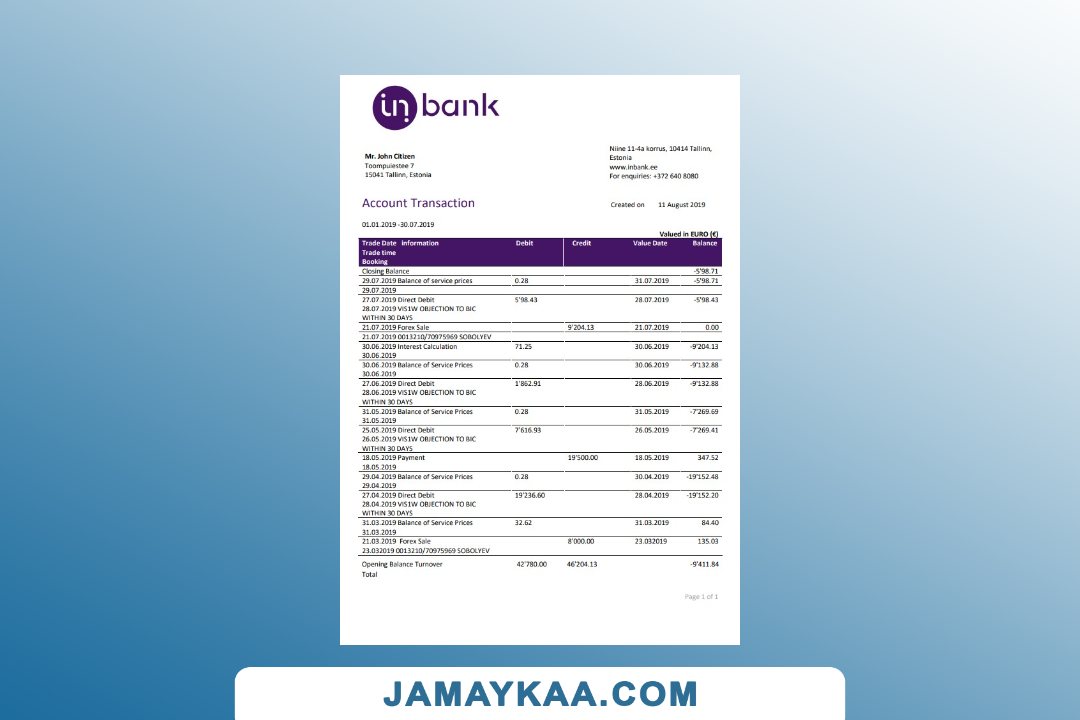 in bank
Mr. John Citizen
Toompuiestee 7
15041 Tallinn, Estonia
Niine 11-4a korrus, 10414 Tallinn,
Estonia
www.inbank.ee
For enquiries: +372 640 8080
Account Transaction
Created on 11 August 2019
01.01.2019 -30.07.2019
Valued in EURO (€)
Trade Date information Debit Credit Value Date Balance
Trade time
Booking
Closing Balance -5'98.71
29.07.2019 Balance of service prices 0.28 31.07.2019 -5'98.71
29.07.2019
27.07.2019 Direct Debit 5'98.43 28.07.2019 -5'98.43
28.07.2019 VIS1W OBJECTION TO BIC
WITHIN 30 DAYS
21.07.2019 Forex Sale 9'204.13 21.07.2019 0.00
21.07.2019 0013210/70975969 SOBOLYEV
30.06.2019 Interest Calculation 71.25 30.06.2019 -9'204.13
30.06.2019
30.06.2019 Balance of Service Prices 0.28 30.06.2019 -9'132.88
30.06.2019
27.06.2019 Direct Debit 1'862.91 28.06.2019 -9'132.88
28.06.2019 VIS1W OBJECTION TO BIC
WITHIN 30 DAYS
31.05.2019 Balance of Service Prices 0.28 31.05.2019 -7'269.69
31.05.2019
25.05.2019 Direct Debit 7'616.93 26.05.2019 -7'269.41
26.05.2019 VIS1W OBJECTION TO BIC
WITHIN 30 DAYS
18.05.2019 Payment 19'500.00 18.05.2019 347.52
18.05.2019
29.04.2019 Balance of Service Prices 0.28 30.04.2019 -19'152.48
29.04.2019
27.04.2019 Direct Debit 19'236.60 28.04.2019 -19'152.20
28.04.2019 VIS1W OBJECTION TO BIC
WITHIN 30 DAYS
31.03.2019 Balance of Service Prices 32.62 31.03.2019 84.40
31.03.2019
21.03.2019 Forex Sale 8'000.00 23.032019 135.03
23.032019 0013210/70975969 SOBOLYEV
Opening Balance Turnover 42'780.00 46'204.13 -9'411.84
Total
Page 1 of 1
JAMAYKAA.COM